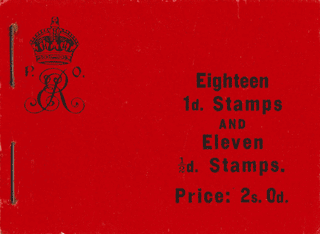 P. O.
Eighteen
1d. Stamps
AND
Eleven
½d. Stamps.
Price: 2s. 0d.